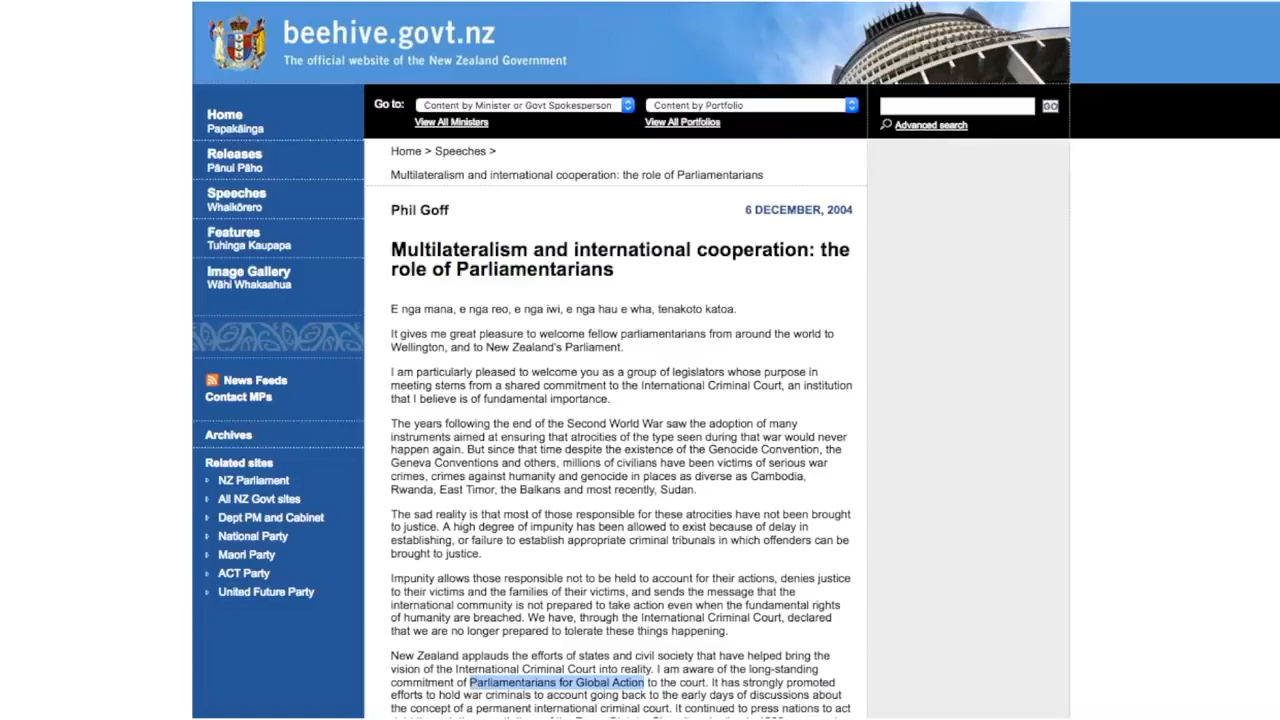 beehive.govt.nz
The official website of the New Zealand Government
Go to:
Content by Minister or Govt Spokesperson
Content by Portfolio
GO
View All Ministers
View All Portfolios
Advanced search
Home
Papakāinga
Releases
Pānui Pāho
Speeches
Whaikōrero
Features
Tuhinga Kaupapa
Image Gallery
Wāhi Whakaahua
News Feeds
Contact MPs
Archives
Related sites
NZ Parliament
All NZ Govt sites
Dept PM and Cabinet
National Party
Maori Party
ACT Party
United Future Party
Home > Speeches >
Multilateralism and international cooperation: the role of Parliamentarians
Phil Goff
6 DECEMBER, 2004
Multilateralism and international cooperation: the
role of Parliamentarians
E nga mana, e nga reo, e nga iwi, e nga hau e wha, tenakoto katoa.
It gives me great pleasure to welcome fellow parliamentarians from around the world to
Wellington, and to New Zealand's Parliament.
I am particularly pleased to welcome you as a group of legislators whose purpose in
meeting stems from a shared commitment to the International Criminal Court, an institution
that I believe is of fundamental importance.
The years following the end of the Second World War saw the adoption of many
instruments aimed at ensuring that atrocities of the type seen during that war would never
happen again. But since that time despite the existence of the Genocide Convention, the
Geneva Conventions and others, millions of civilians have been victims of serious war
crimes, crimes against humanity and genocide in places as diverse as Cambodia,
Rwanda, East Timor, the Balkans and most recently, Sudan.
The sad reality is that most of those responsible for these atrocities have not been brought
to justice. A high degree of impunity has been allowed to exist because of delay in
establishing, or failure to establish appropriate criminal tribunals in which offenders can be
brought to justice.
Impunity allows those responsible not to be held to account for their actions, denies justice
to their victims and the families of their victims, and sends the message that the
international community is not prepared to take action even when the fundamental rights
of humanity are breached. We have, through the International Criminal Court, declared
that we are no longer prepared to tolerate these things happening.
New Zealand applauds the efforts of states and civil society that have helped bring the
vision of the International Criminal Court into reality. I am aware of the long-standing
commitment of Parliamentarians for Global Action to the court. It has strongly promoted
efforts to hold war criminals to account going back to the early days of discussions about
the concept of a permanent international criminal court. It continued to press nations to act